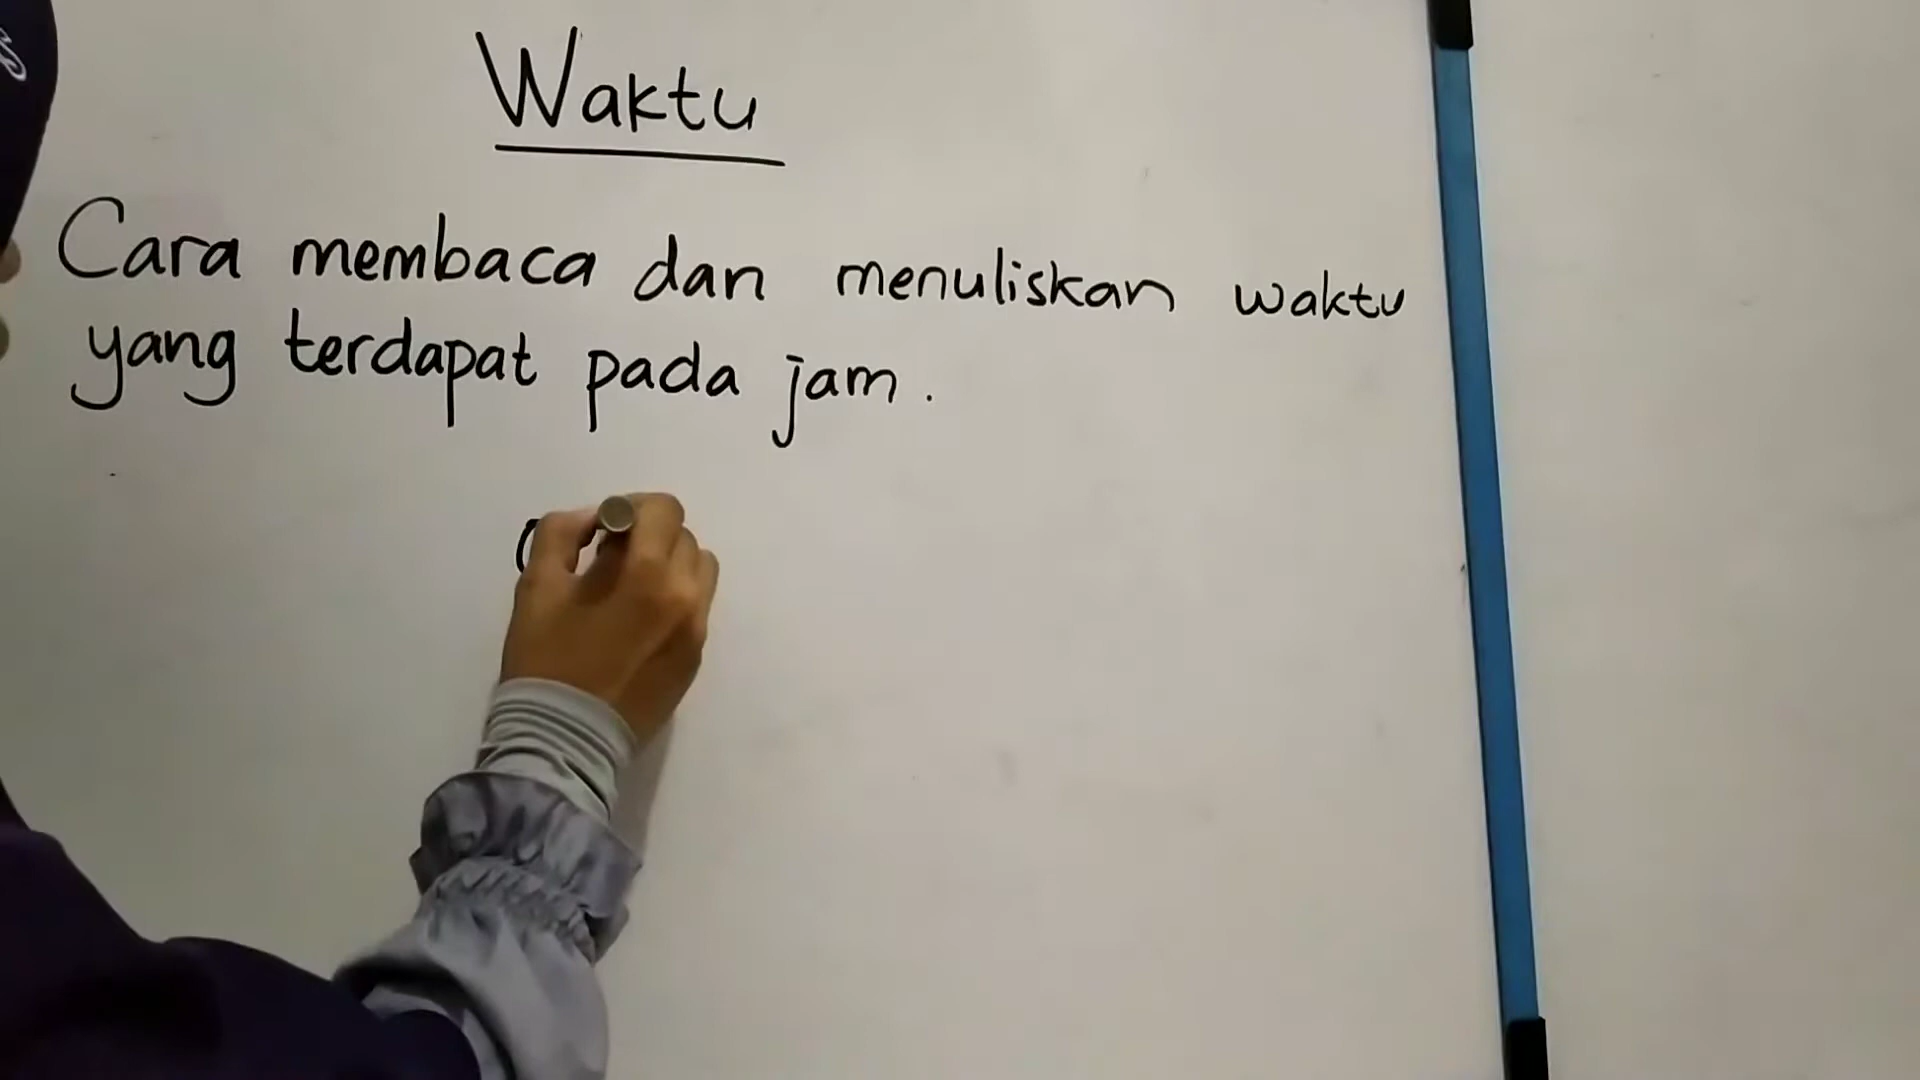 Waktu
Cara membaca dan menuliskan waktu
yang terdapat pada jam.